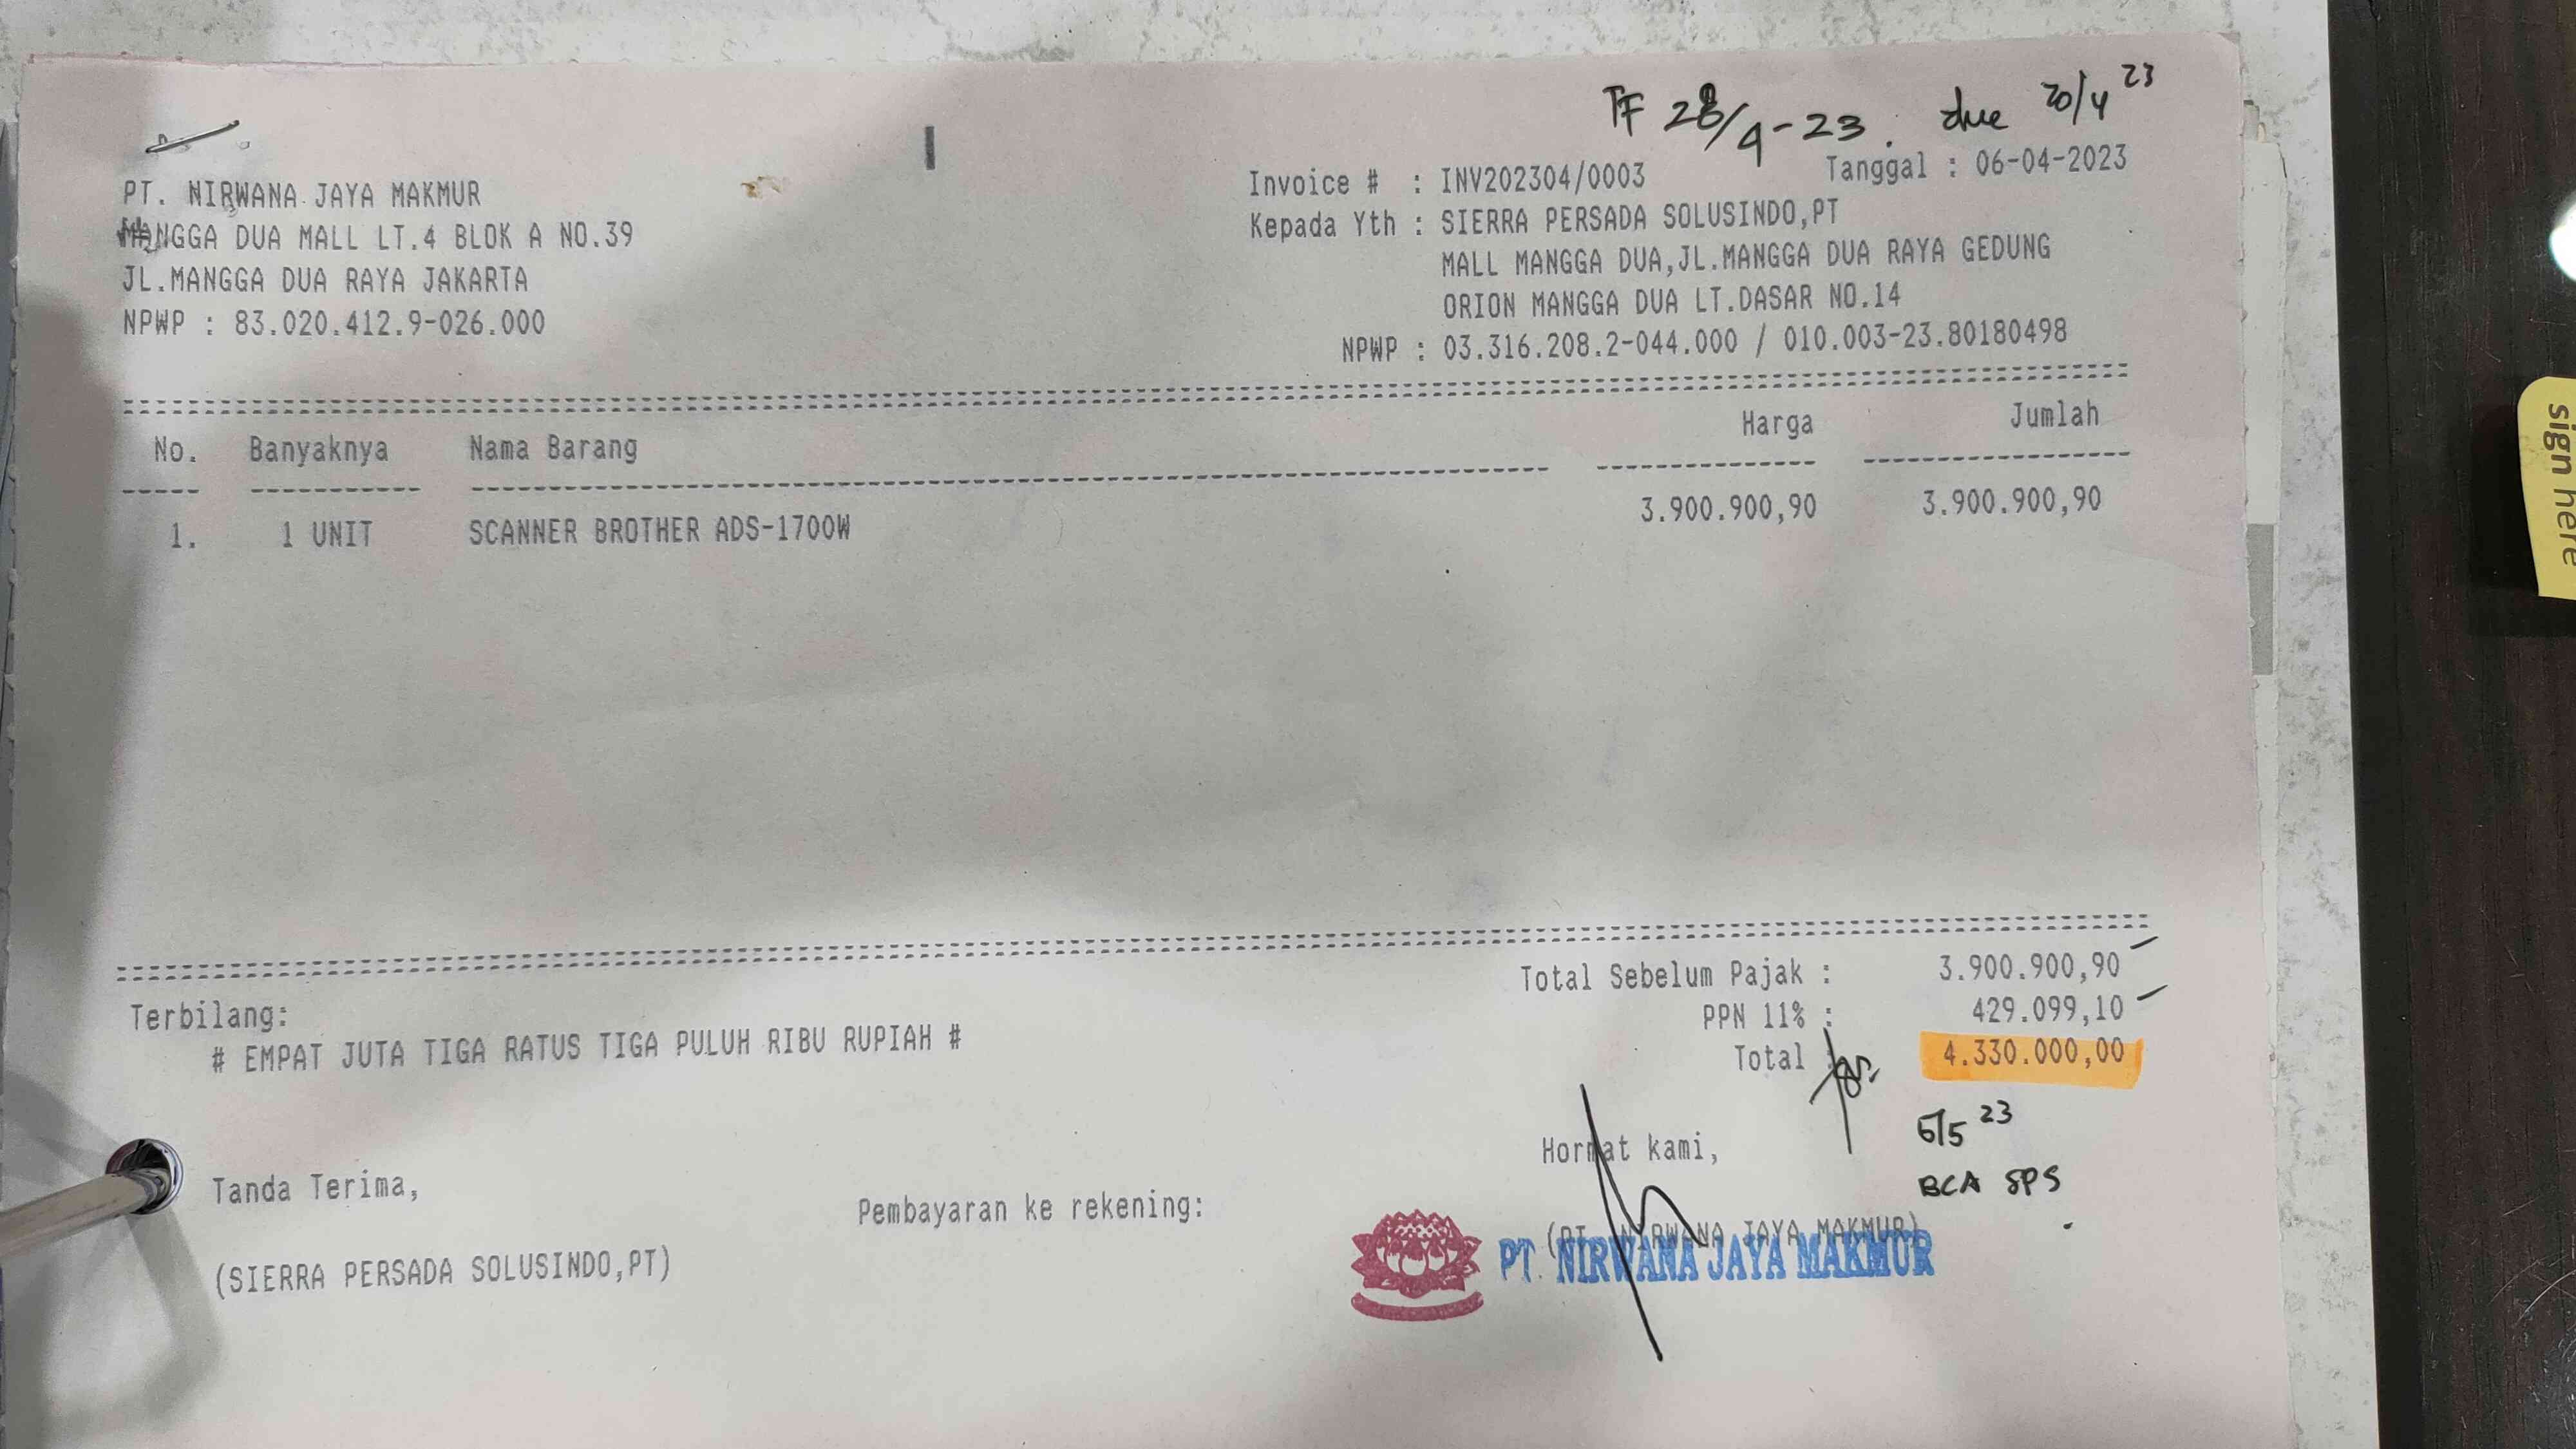 TF 28/4-23. due 20/4 23
Invoice # : INV202304/0003 Tanggal : 06-04-2023
PT. NIRWANA JAYA MAKMUR
MANGGA DUA MALL LT.4 BLOK A NO.39
JL.MANGGA DUA RAYA JAKARTA
NPWP : 83.020.412.9-026.000
Kepada Yth : SIERRA PERSADA SOLUSINDO,PT
MALL MANGGA DUA,JL.MANGGA DUA RAYA GEDUNG
ORION MANGGA DUA LT.DASAR NO.14
NPWP : 03.316.208.2-044.000 / 010.003-23.80180498
No. Banyaknya Nama Barang Harga Jumlah
1. 1 UNIT SCANNER BROTHER ADS-1700W 3.900.900,90 3.900.900,90
Total Sebelum Pajak : 3.900.900,90
PPN 11% : 429.099,10
Total : 4.330.000,00
Terbilang:
# EMPAT JUTA TIGA RATUS TIGA PULUH RIBU RUPIAH #
6/5 23
BCA SPS
Tanda Terima,
Pembayaran ke rekening:
Hormat kami,
(SIERRA PERSADA SOLUSINDO,PT)
(PT. NIRWANA JAYA MAKMUR)
PT. NIRWANA JAYA MAKMUR
sign here